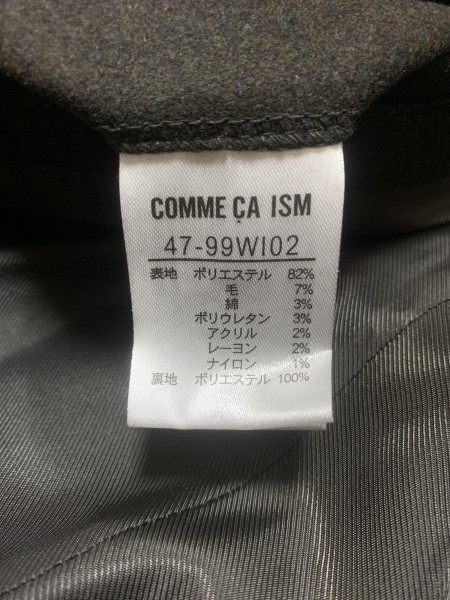 COMME ÇA ISM
47-99WI02
表地 ポリエステル 82%
毛 7%
綿 3%
ポリウレタン 3%
アクリル 2%
レーヨン 2%
ナイロン 1%
裏地 ポリエステル 100%